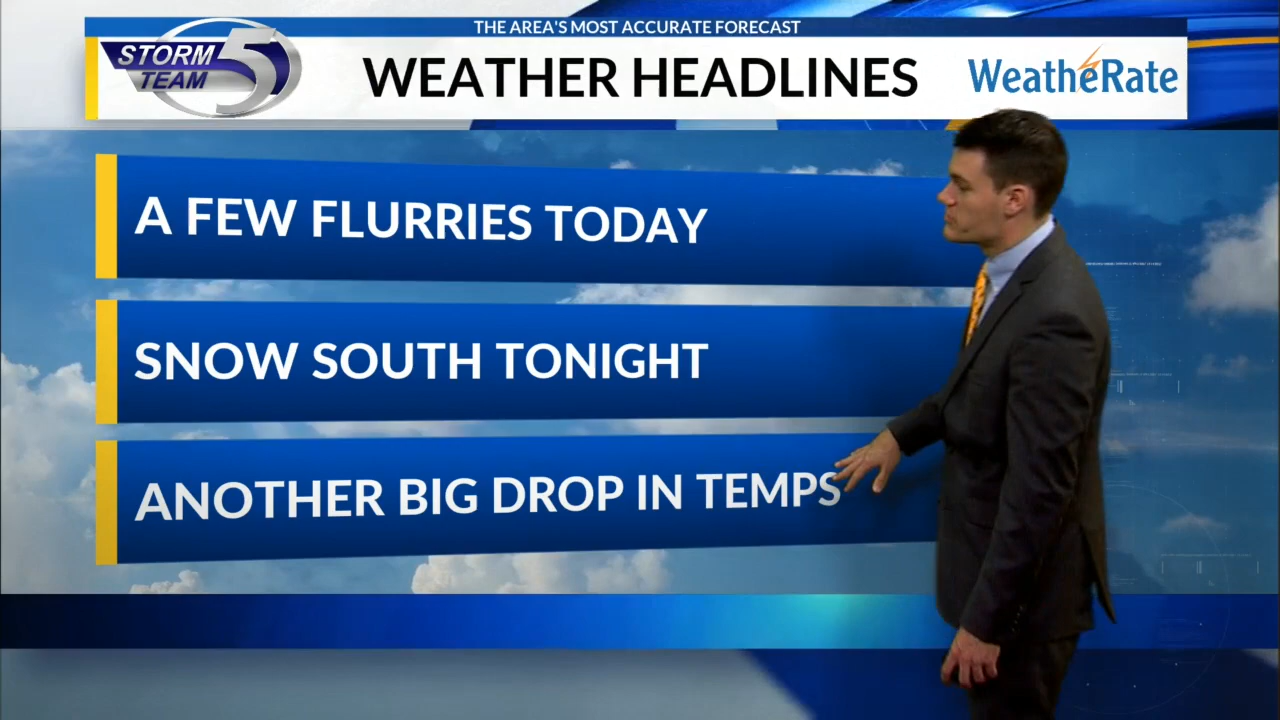 THE AREA'S MOST ACCURATE FORECAST
STORM TEAM 5
WEATHER HEADLINES
WeatheRate
A FEW FLURRIES TODAY
SNOW SOUTH TONIGHT
ANOTHER BIG DROP IN TEMPS